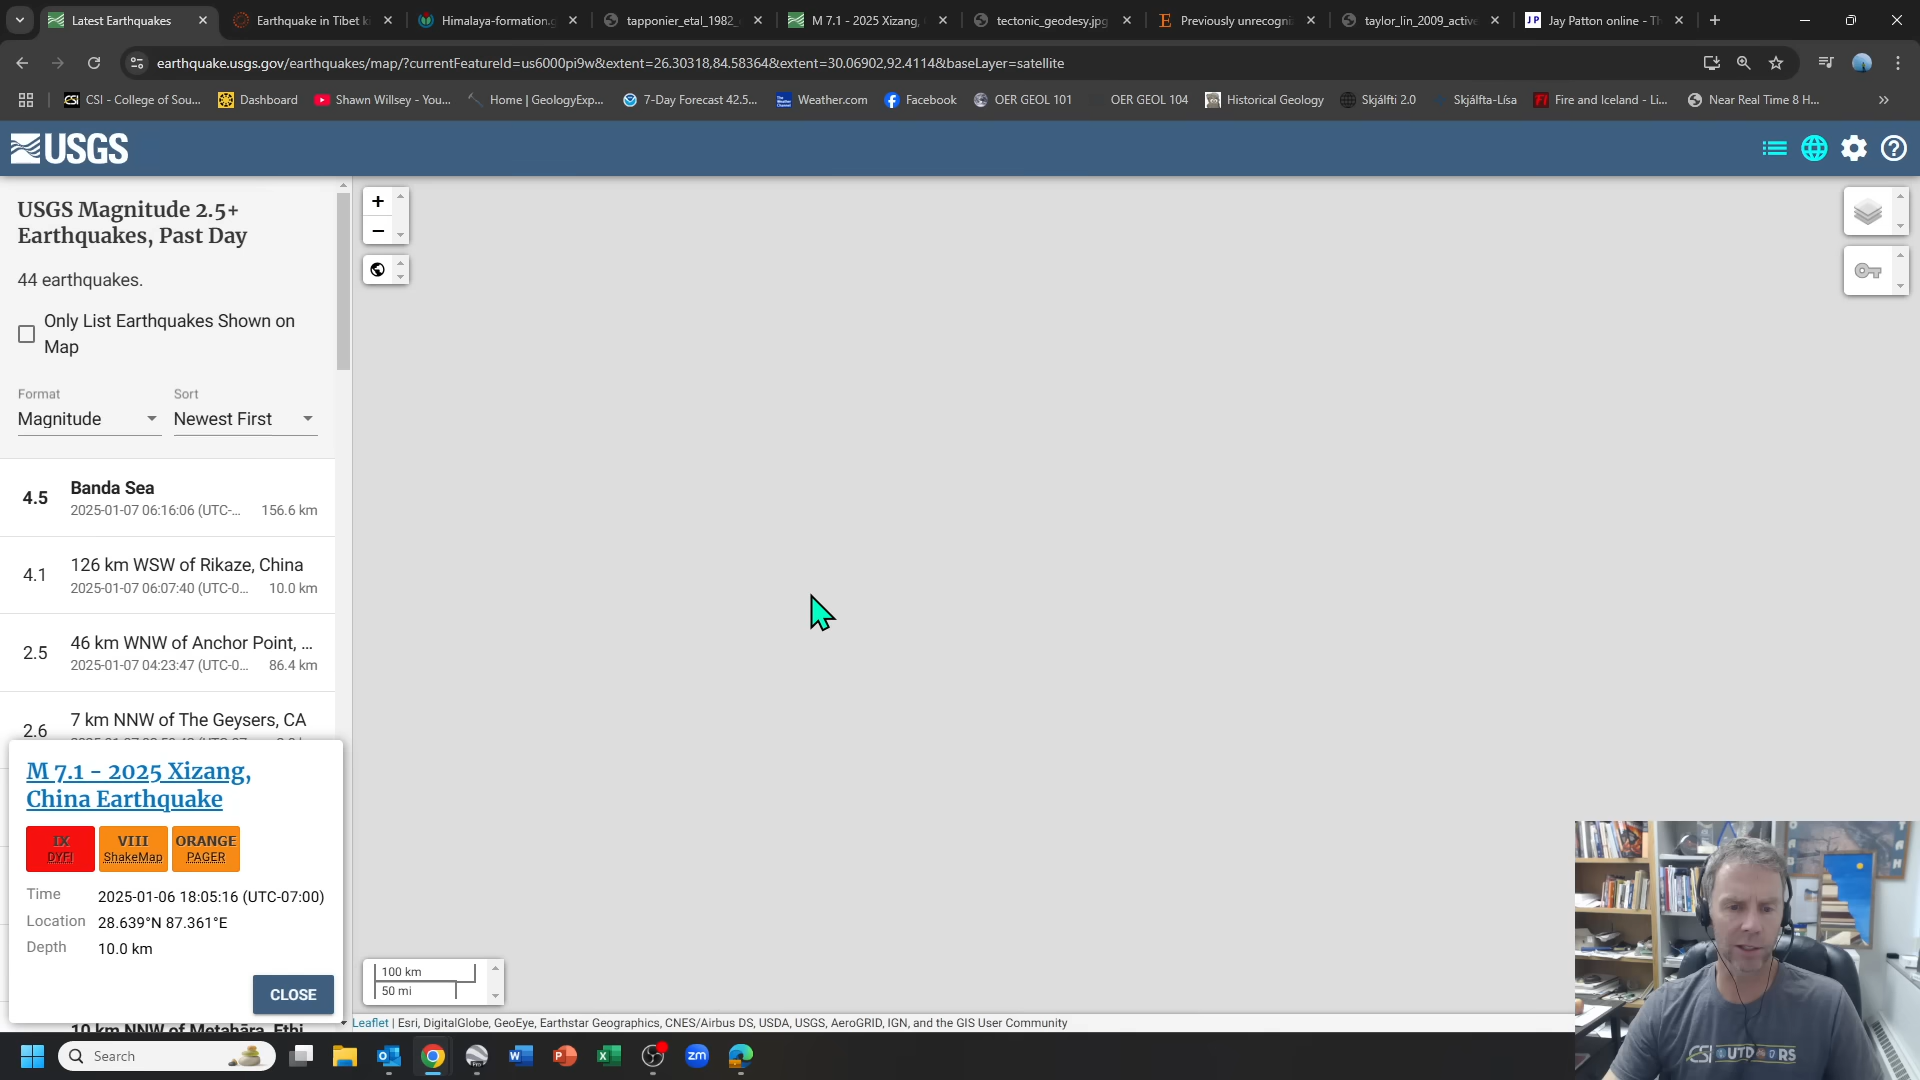 Latest Earthquakes
Earthquake in Tibet ki
Himalaya-formation.g
tapponier_etal_1982_
M 7.1 - 2025 Xizang,
tectonic_geodesy.jpg
Previously unrecogni
taylor_lin_2009_active
Jay Patton online - Th
earthquake.usgs.gov/earthquakes/map/?currentFeatureId=us6000pi9w&extent=26.30318,84.58364&extent=30.06902,92.4114&baseLayer=satellite
CSI - College of Sou...
Dashboard
Shawn Willsey - You...
Home | GeologyExp...
7-Day Forecast 42.5...
Weather.com
Facebook
OER GEOL 101
OER GEOL 104
Historical Geology
Skjálfti 2.0
Skjálfta-Lísa
Fire and Iceland - Li...
Near Real Time 8 H...
USGS
USGS Magnitude 2.5+
Earthquakes, Past Day
44 earthquakes.
Only List Earthquakes Shown on
Map
Format
Sort
Magnitude
Newest First
4.5
Banda Sea
2025-01-07 06:16:06 (UTC-...
156.6 km
4.1
126 km WSW of Rikaze, China
2025-01-07 06:07:40 (UTC-0...
10.0 km
2.5
46 km WNW of Anchor Point, ...
2025-01-07 04:23:47 (UTC-0...
86.4 km
2.6
7 km NNW of The Geysers, CA
M 7.1 - 2025 Xizang,
China Earthquake
IX
DYFI
VIII
ShakeMap
ORANGE
PAGER
Time
2025-01-06 18:05:16 (UTC-07:00)
Location
28.639°N 87.361°E
Depth
10.0 km
CLOSE
10 km NNW of Metahāra, Ethi
100 km
50 mi
Leaflet | Esri, DigitalGlobe, GeoEye, Earthstar Geographics, CNES/Airbus DS, USDA, USGS, AeroGRID, IGN, and the GIS User Community
Search
zm
CSI OUTDOORS